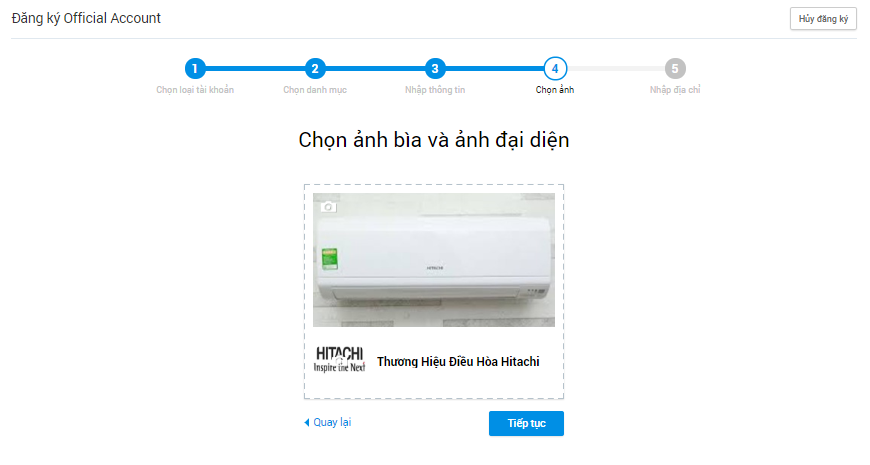 Đăng ký Official Account
Hủy đăng ký
1
2
3
4
5
Chọn loại tài khoản
Chọn danh mục
Nhập thông tin
Chọn ảnh
Nhập địa chỉ
Chọn ảnh bìa và ảnh đại diện
HITACHI
HITACHI
Inspire the Next
Thương Hiệu Điều Hòa Hitachi
Quay lại
Tiếp tục